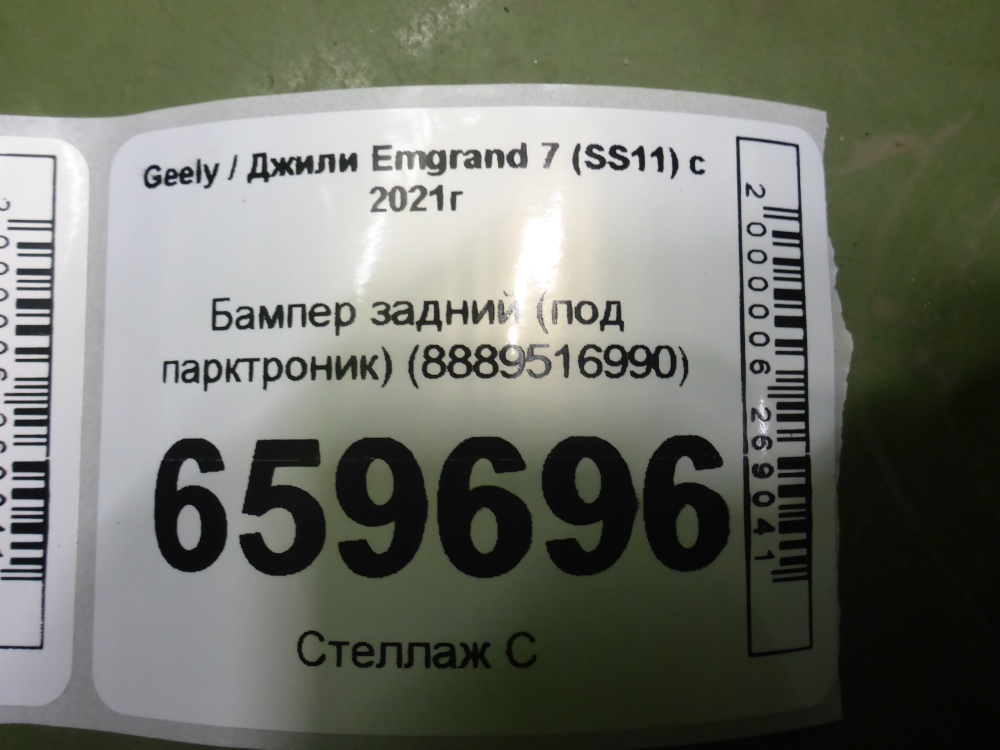 Geely / Джили Emgrand 7 (SS11) с
2021г
Бампер задний (под
парктроник) (8889516990)
659696
Стеллаж С
2000006269041